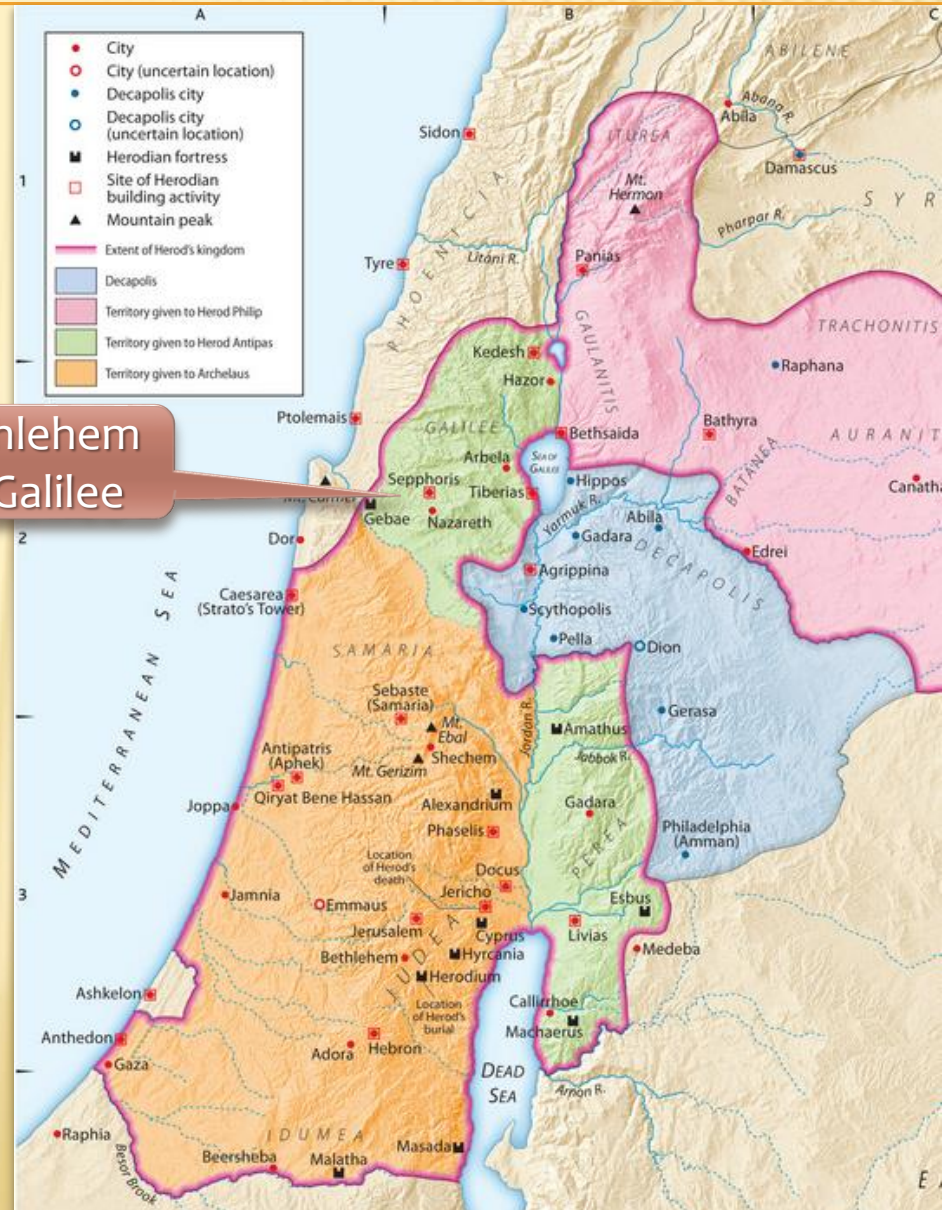 A
B
C
City
City (uncertain location)
Decapolis city
Decapolis city
(uncertain location)
Herodian fortress
Site of Herodian
building activity
Mountain peak
Extent of Herod's kingdom
Decapolis
Territory given to Herod Philip
Territory given to Herod Antipas
Territory given to Archelaus
1
2
3
ABILENE
Abana R.
Abila
Damascus
SYR
Pharpar R.
Sidon
ITUREA
Mt.
Hermon
PHOENICIA
Litani R.
Tyre
Panias
GAULANITIS
TRACHONITIS
Kedesh
Hazor
Raphana
Ptolemais
GALILEE
Bethsaida
Bathyra
AURANIT
BATANEA
Canatha
hlehem
Galilee
Arbela
SEA OF
GALILEE
Hippos
Sepphoris
Tiberias
Mt. Carmel
Gebae
Nazareth
Yarmuk R.
Abila
Gadara
DECAPOLIS
Dor
Edrei
Agrippina
Caesarea
(Strato's Tower)
Scythopolis
Pella
Dion
SAMARIA
MEDITERRANEAN SEA
Sebaste
(Samaria)
Mt.
Ebal
Jordan R.
Gerasa
Amathus
Antipatris
(Aphek)
Shechem
Mt. Gerizim
Jabbok R.
Qiryat Bene Hassan
Joppa
Alexandrium
Gadara
Phaselis
PEREA
Philadelphia
(Amman)
Location
of Herod's
death
Docus
Jericho
Jamnia
Emmaus
Esbus
Jerusalem
Cyprus
Livias
Bethlehem
JUDEA
Hyrcania
Medeba
Herodium
Ashkelon
Location
of Herod's
burial
Callirrhoe
Machaerus
Anthedon
Adora
Hebron
Gaza
DEAD
SEA
Arnon R.
Raphia
IDUMEA
Masada
Beersheba
Malatha
Besor Brook
E